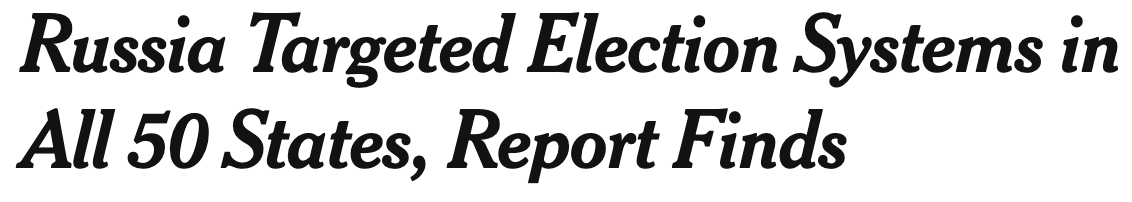 Russia Targeted Election Systems in
All 50 States, Report Finds